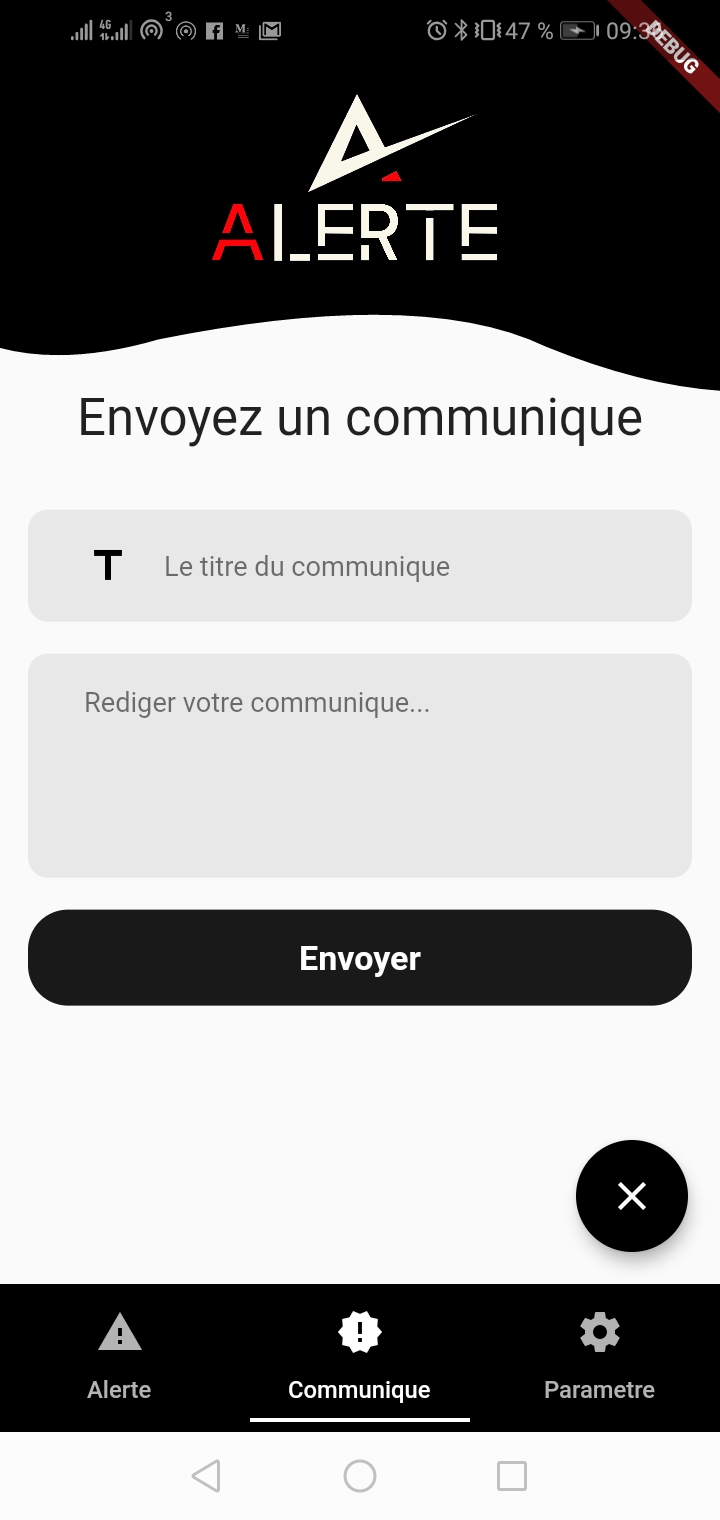 4G
3
47 %
09:3
DEBUG
ALERTE
Envoyez un communique
T
Le titre du communique
Rediger votre communique...
Envoyer
Alerte
Communique
Parametre